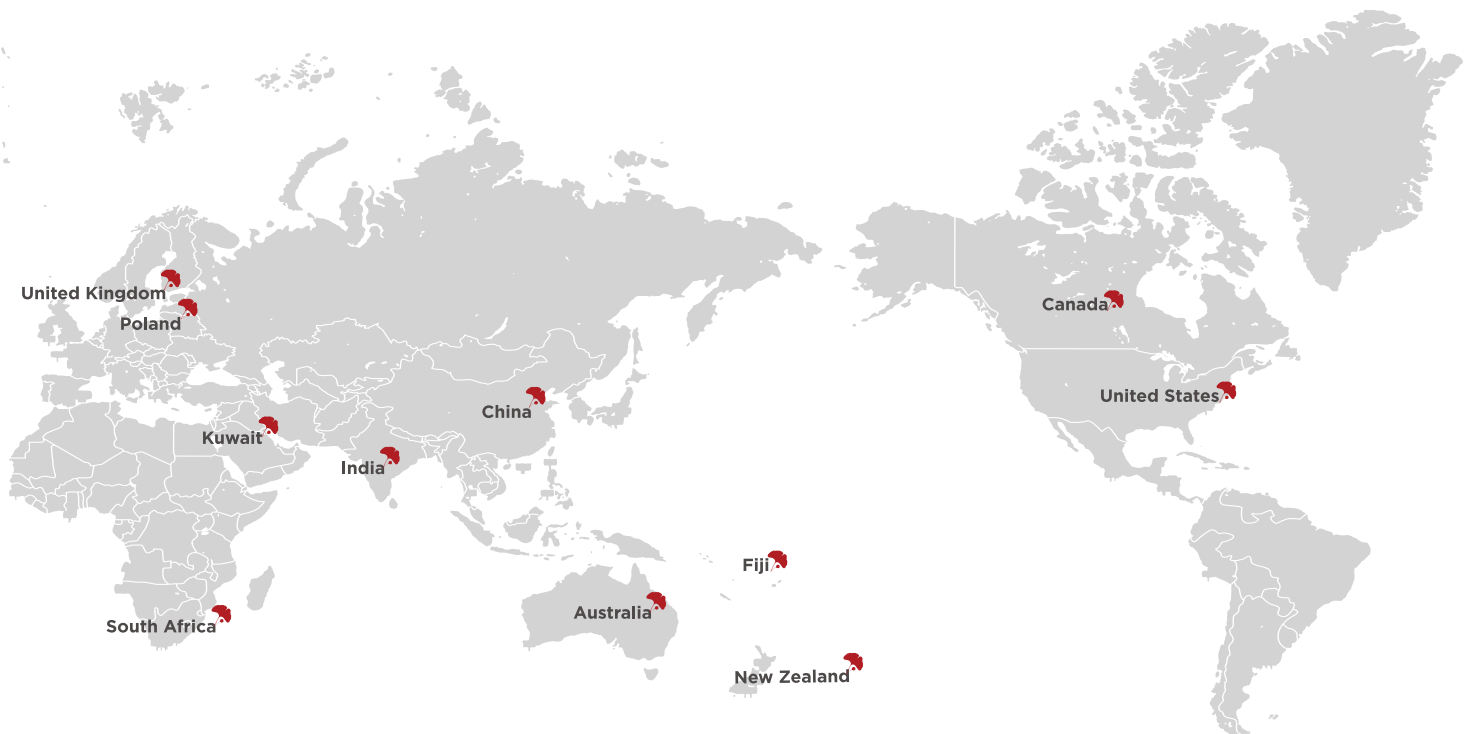 United Kingdom
Poland
Canada
United States
China
Kuwait
India
Fiji
Australia
South Africa
New Zealand